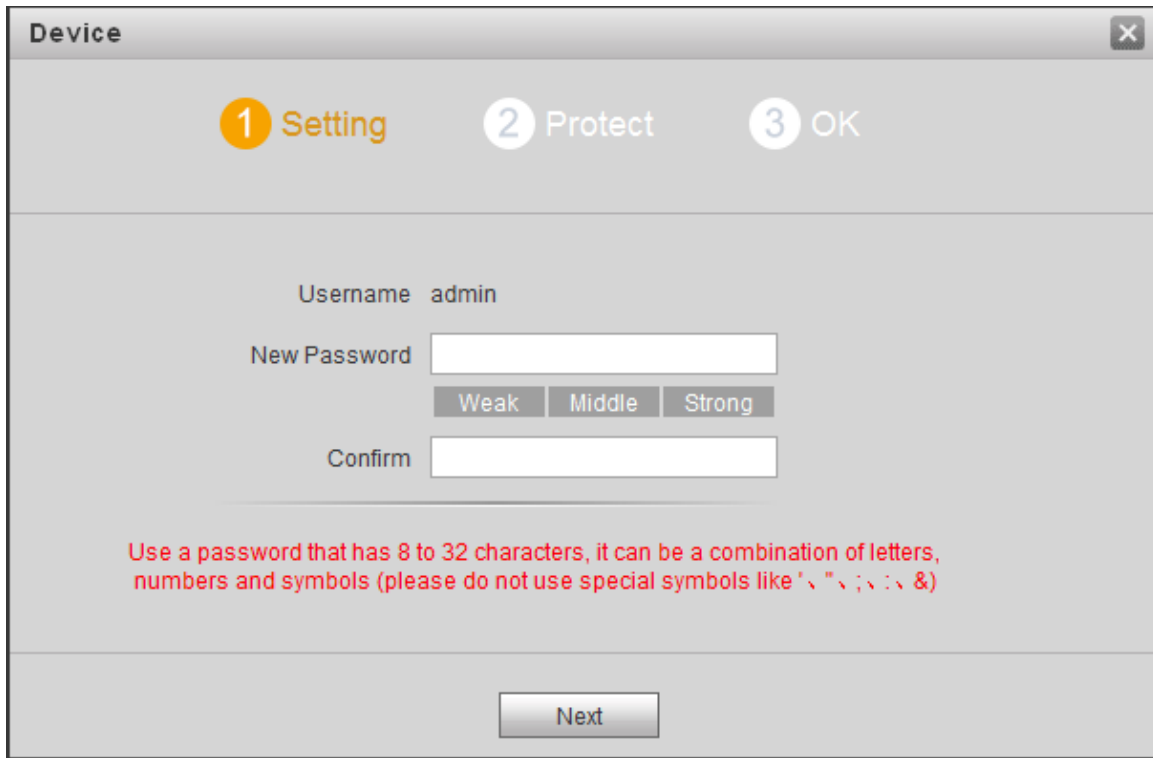 Device
1 Setting 2 Protect 3 OK
Username admin
New Password
Weak Middle Strong
Confirm
Use a password that has 8 to 32 characters, it can be a combination of letters,
numbers and symbols (please do not use special symbols like '、"、;、:、&)
Next